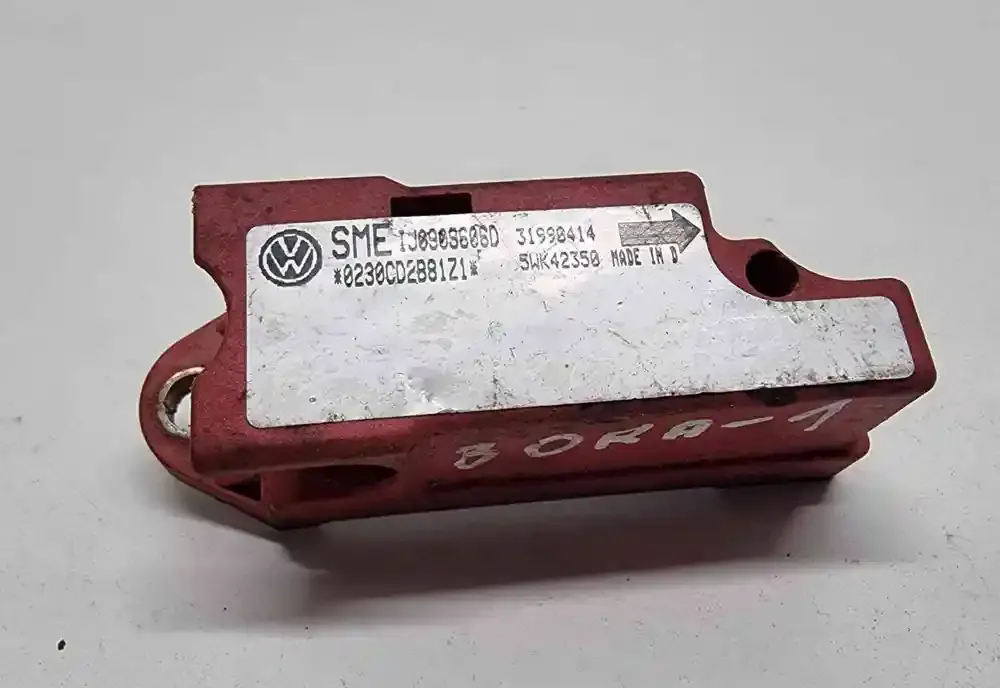 SME 1J0909606D 31990414
*0230CD2B81Z1* 5WK42350 MADE IN D
BORA-1